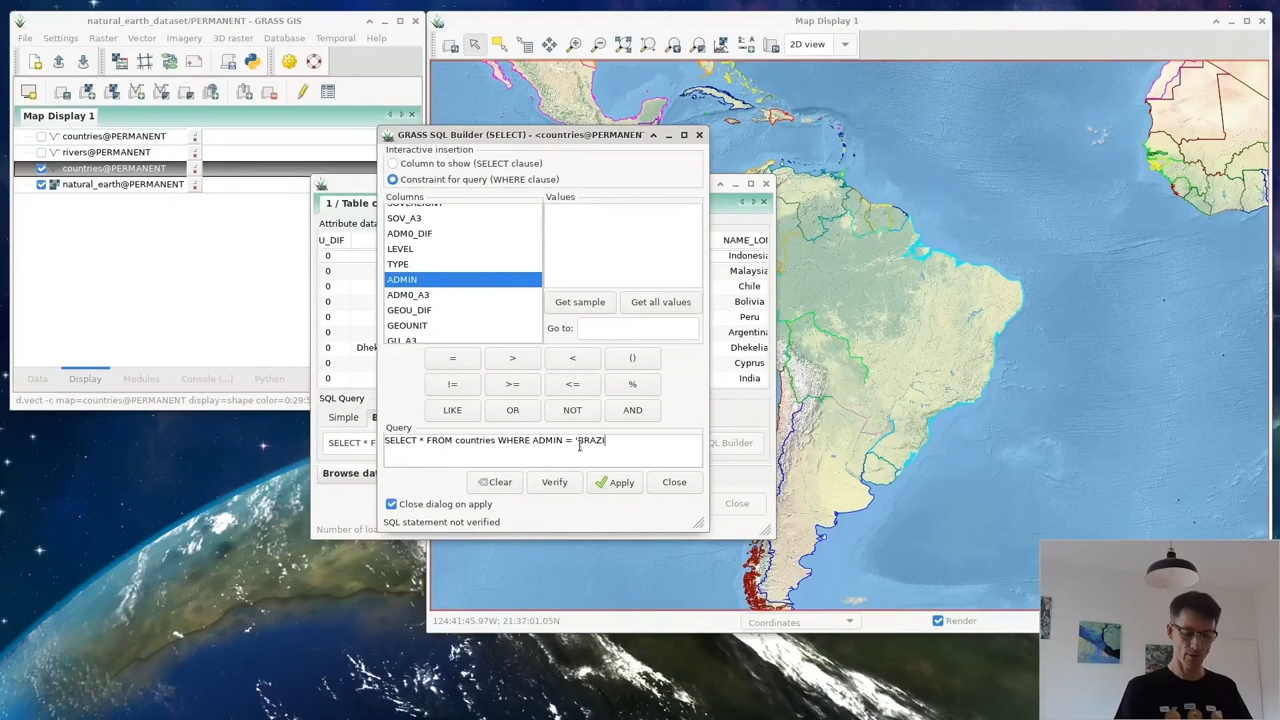 natural_earth_dataset/PERMANENT - GRASS GIS
File Settings Raster Vector Imagery 3D raster Database Temporal Help
Map Display 1
countries@PERMANENT
rivers@PERMANENT
countries@PERMANENT
natural_earth@PERMANENT
Data Display Modules Console (...) Python
d.vect -c map=countries@PERMANENT display=shape color=0:29:5
Map Display 1
2D view
124:41:45.97W; 21:37:01.05N
Coordinates
Render
1 / Table c
Attribute data
U_DIF
NAME_LON
0 Indonesia
0 Malaysia
0 Chile
0 Bolivia
0 Peru
0 Argentin
0 Dhek Dhekelia
0 Cyprus
0 India
SQL Query
Simple
SELECT * F
QL Builder
Browse dat
Close
Number of loa
GRASS SQL Builder (SELECT) - <countries@PERMANENT
Interactive insertion
Column to show (SELECT clause)
Constraint for query (WHERE clause)
Columns
Values
SOVEREIGNT
SOV_A3
ADM0_DIF
LEVEL
TYPE
ADMIN
ADM0_A3
GEOU_DIF
GEOUNIT
GU_A3
Get sample Get all values
Go to:
= > < ()
!= >= <= %
LIKE OR NOT AND
Query
SELECT * FROM countries WHERE ADMIN = 'BRAZI
Clear Verify Apply Close
Close dialog on apply
SQL statement not verified